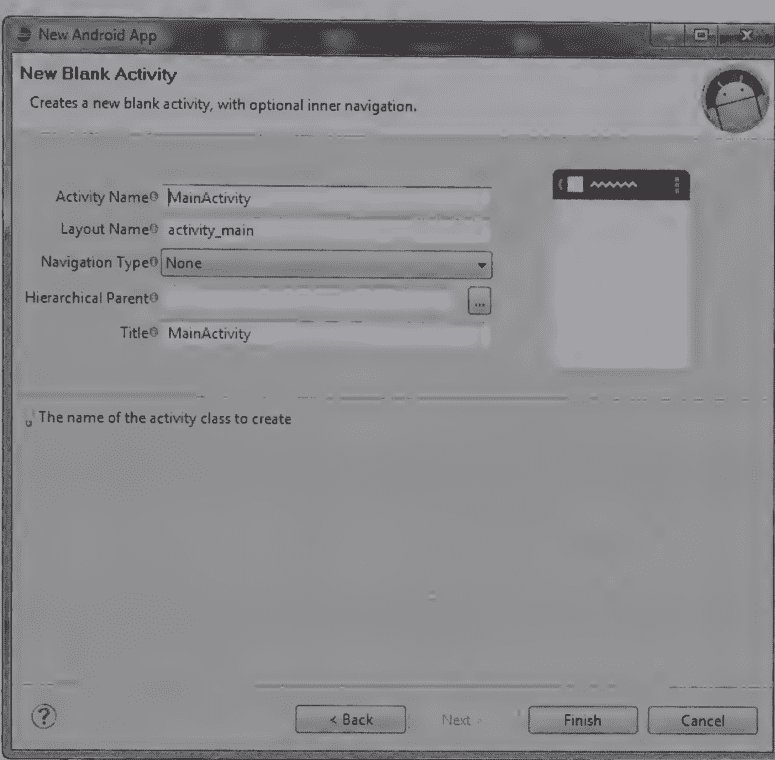 New Android App
New Blank Activity
Creates a new blank activity, with optional inner navigation.
Activity Name MainActivity
Layout Name activity_main
Navigation Type None
Hierarchical Parent ...
Title MainActivity
The name of the activity class to create
? < Back Next > Finish Cancel